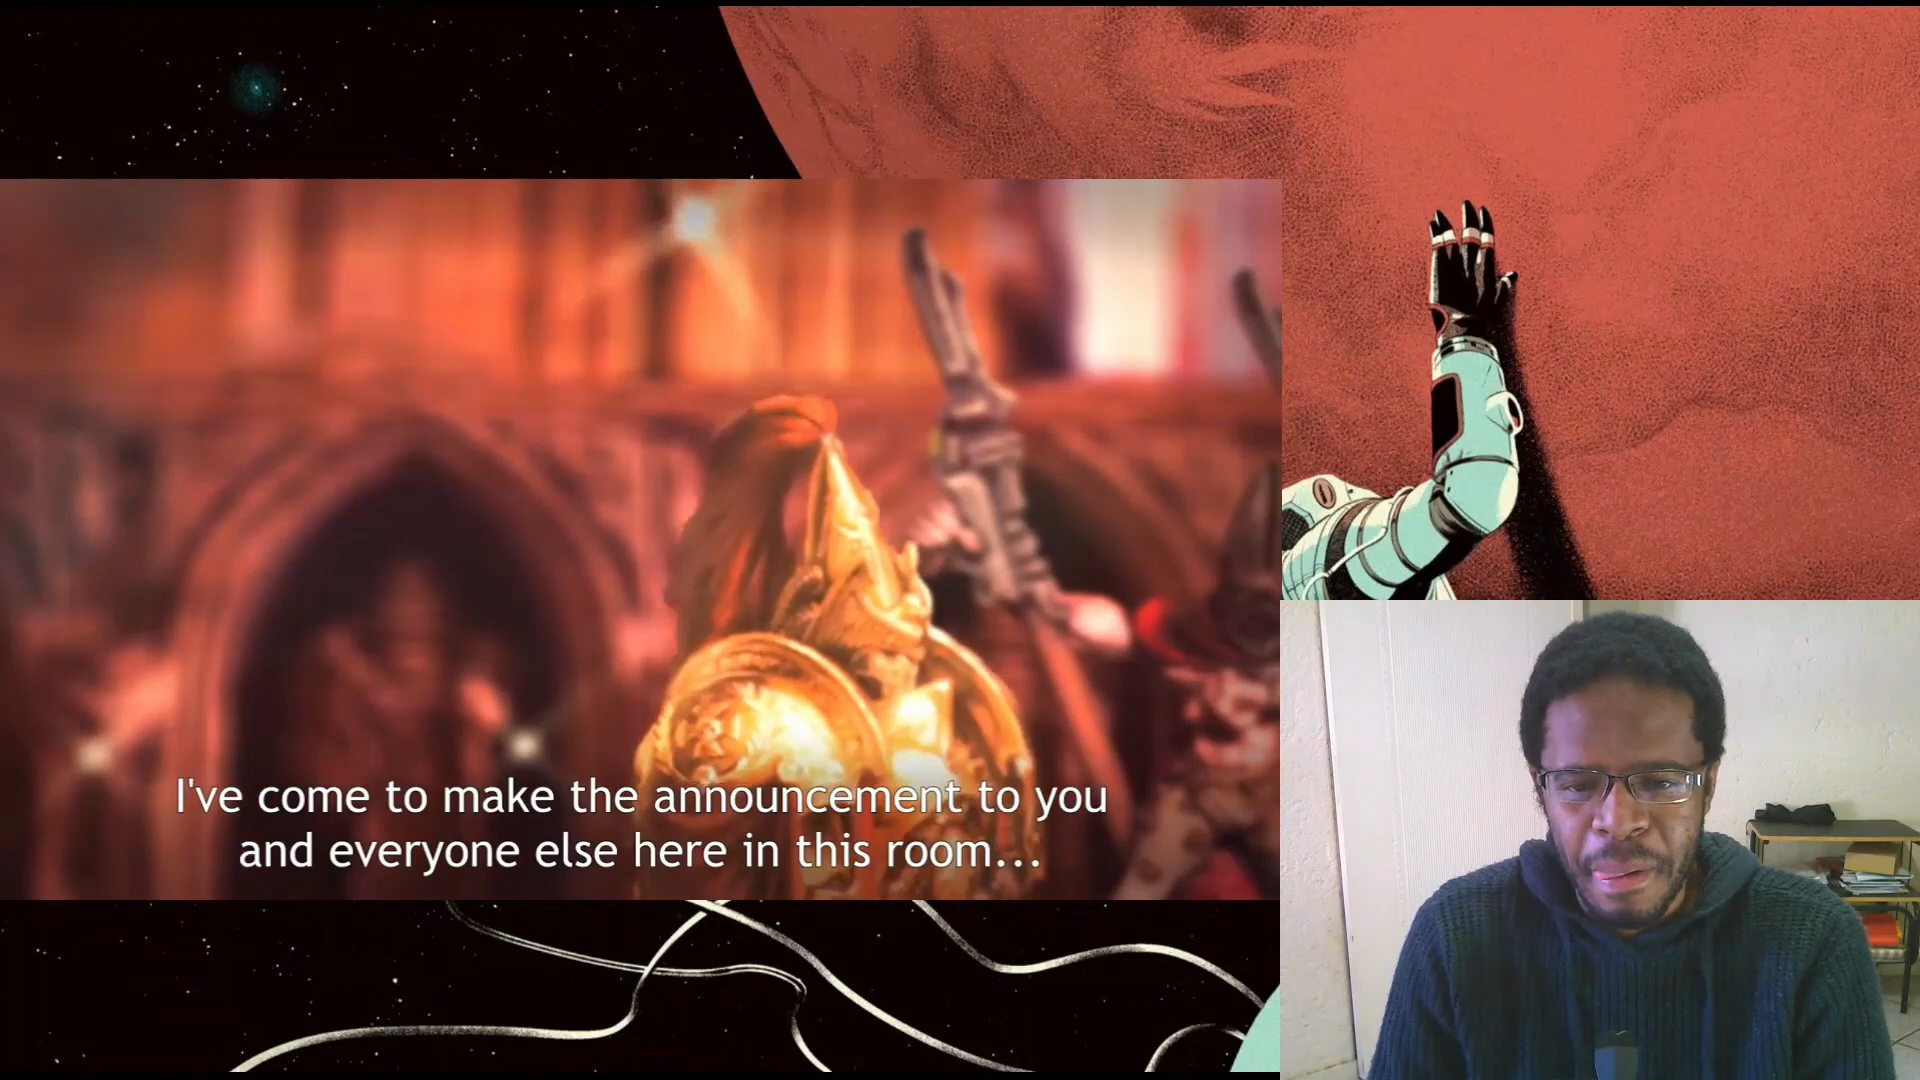 I've come to make the announcement to you
and everyone else here in this room...